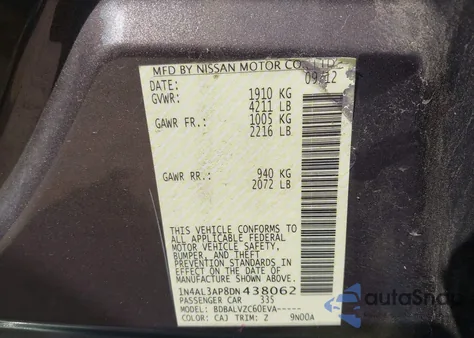 MFD BY NISSAN MOTOR CO., LTD.
DATE: 09/12
GVWR: 1910 KG
4211 LB
GAWR FR.: 1005 KG
2216 LB
GAWR RR.: 940 KG
2072 LB
THIS VEHICLE CONFORMS TO
ALL APPLICABLE FEDERAL
MOTOR VEHICLE SAFETY,
BUMPER, AND THEFT
PREVENTION STANDARDS IN
EFFECT ON THE DATE OF
MANUFACTURE SHOWN ABOVE.
1N4AL3AP8DN438062
PASSENGER CAR 335
MODEL: BDBALVZC60EVA-----
COLOR: CAJ TRIM: Z 9N00A
autoSnap